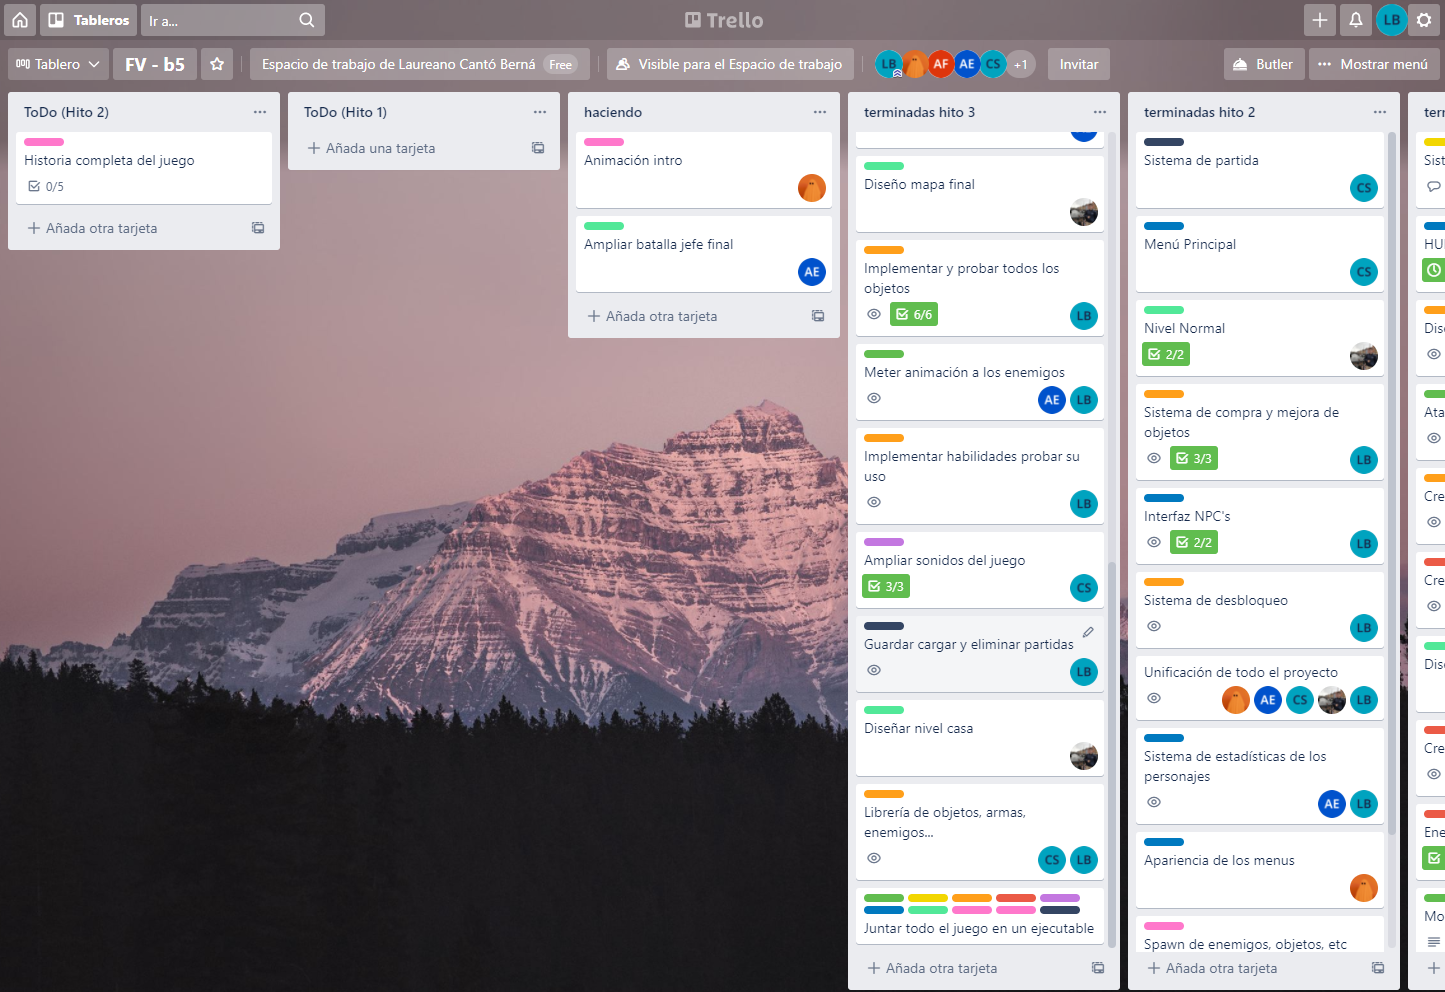 Tableros
Ir a...
Trello
LB
Tablero
FV - b5
Espacio de trabajo de Laureano Cantó Berná Free
Visible para el Espacio de trabajo
LB
AF
AE
CS
+1
Invitar
Butler
Mostrar menú
ToDo (Hito 2)
Historia completa del juego
0/5
Añada otra tarjeta
ToDo (Hito 1)
Añada una tarjeta
haciendo
Animación intro
Ampliar batalla jefe final
AE
Añada otra tarjeta
terminadas hito 3
Diseño mapa final
Implementar y probar todos los
objetos
6/6
LB
Meter animación a los enemigos
AE LB
Implementar habilidades probar su
uso
LB
Ampliar sonidos del juego
3/3
CS
Guardar cargar y eliminar partidas
LB
Diseñar nivel casa
Librería de objetos, armas,
enemigos...
CS LB
Juntar todo el juego en un ejecutable
Añada otra tarjeta
terminadas hito 2
Sistema de partida
CS
Menú Principal
CS
Nivel Normal
2/2
Sistema de compra y mejora de
objetos
3/3
LB
Interfaz NPC's
2/2
LB
Sistema de desbloqueo
LB
Unificación de todo el proyecto
AE CS LB
Sistema de estadísticas de los
personajes
AE LB
Apariencia de los menus
Spawn de enemigos, objetos, etc
Añada otra tarjeta
Sist
Ata
Cre
Cre
Cre
Ene
Mo